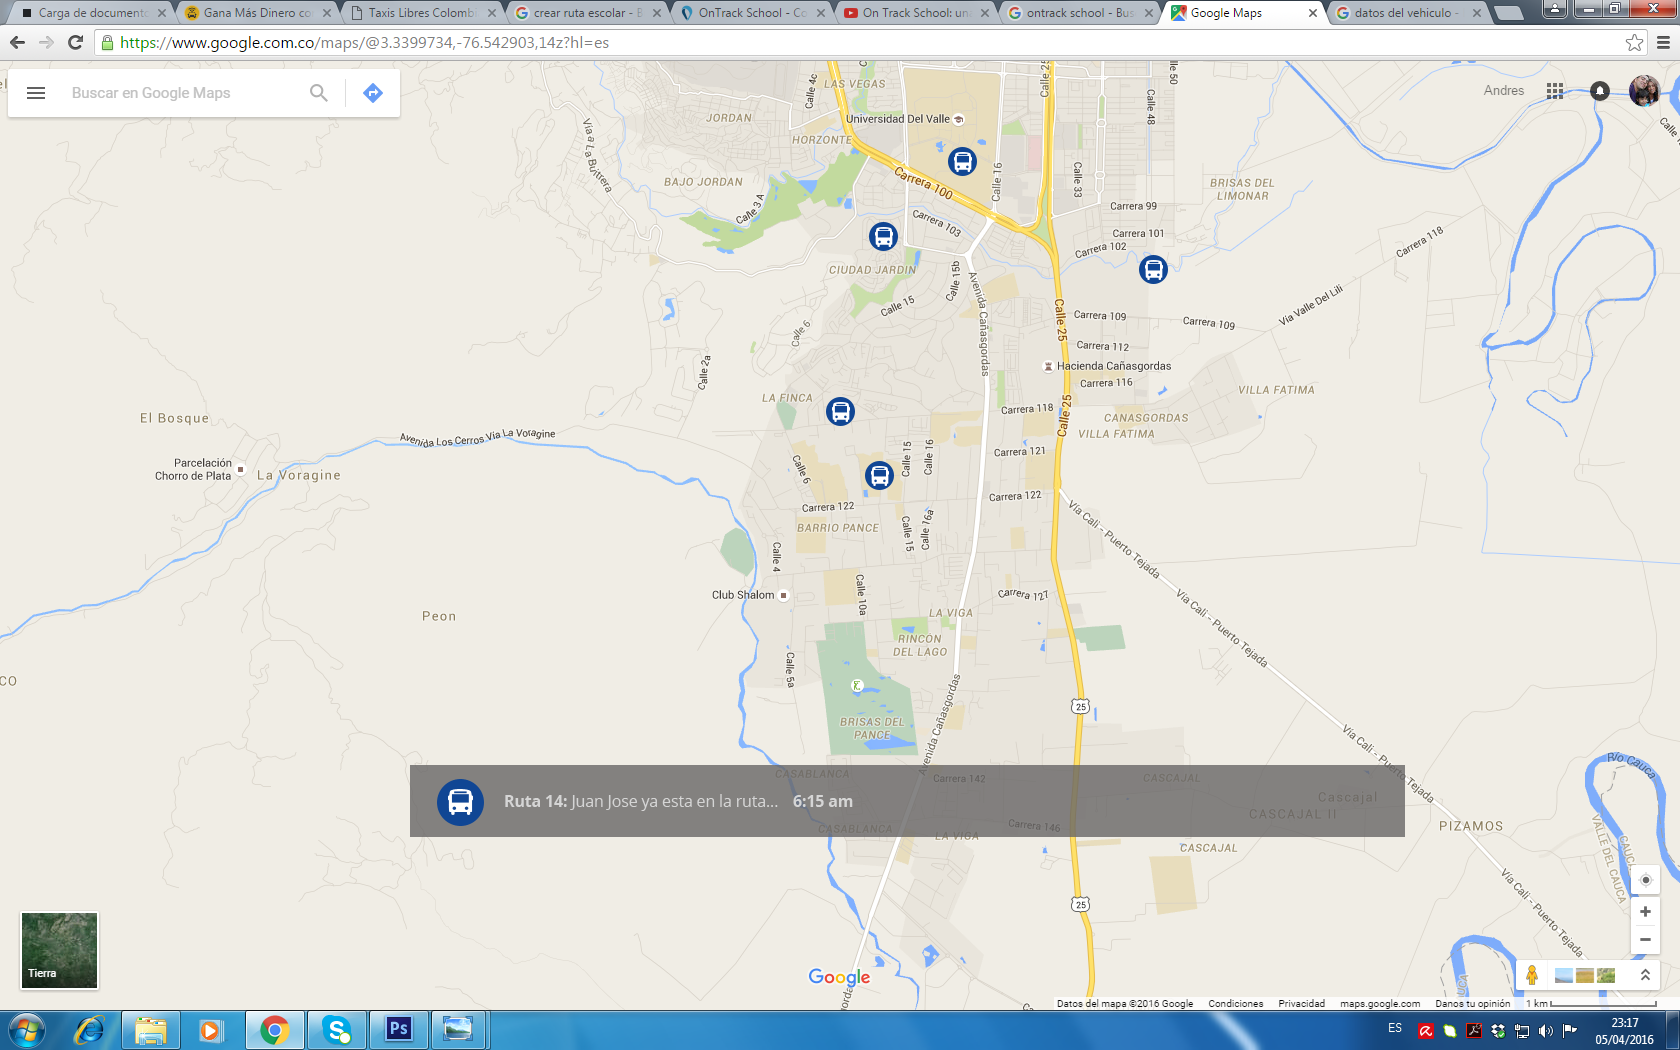 Carga de documento
Gana Más Dinero co
Taxis Libres Colombi
crear ruta escolar - B
OnTrack School - Co
On Track School: un
ontrack school - Bus
Google Maps
datos del vehiculo -
https://www.google.com.co/maps/@3.3399734,-76.542903,14z?hl=es
Buscar en Google Maps
Andres
LAS VEGAS
Calle 4c
Calle 25
50
Calle 48
Universidad Del Valle
JORDAN
HORZONTE
Via a La Buitrera
BAJO JORDAN
Calle 3 A
Carrera 100
Calle 16
Calle 33
BRISAS DEL
LIMONAR
Carrera 99
Carrera 103
Carrera 101
Carrera 102
Carrera 118
CIUDAD JARDIN
Calle 15b
Avenida Cañasgordas
Calle 15
Calle 6
Calle 25
Carrera 109
Carrera 109
Via Valle Del Lili
Carrera 112
Calle 2a
Hacienda Cañasgordas
Carrera 116
LA FINCA
VILLA FATIMA
Carrera 118
Calle 25
CANASGORDAS
VILLA FATIMA
El Bosque
Avenida Los Cerros Via La Voragine
Parcelación
Chorro de Plata
La Voragine
Calle 6
Calle 15
Calle 16
Carrera 121
Carrera 122
Carrera 122
BARRIO PANCE
Calle 15
Calle 16a
Via Cali - Puerto Tejada
Calle 4
Club Shalom
Calle 10a
Carrera 127
Via Cali - Puerto Tejada
Peon
LA VIGA
RINCON
DEL LAGO
Calle 5a
CO
Avenida Cañasgordas
25
BRISAS DEL
PANCE
Via Cali - Puerto Tejada
Río Cauca
CASABLANCA
Carrera 142
CASCAJAL
Ruta 14: Juan Jose ya esta en la ruta... 6:15 am
Cascajal
CASCAJAL II
CASABLANCA
LA VIGA
Carrera 146
PIZAMOS
CASCAJAL
CAUCA
VALLE DEL CAUCA
Via Cali - Puerto Tejada
25
Tierra
Google
Datos del mapa ©2016 Google
Condiciones
Privacidad
maps.google.com
Danos tu opinión
1 km
Ps
ES
23:17
05/04/2016